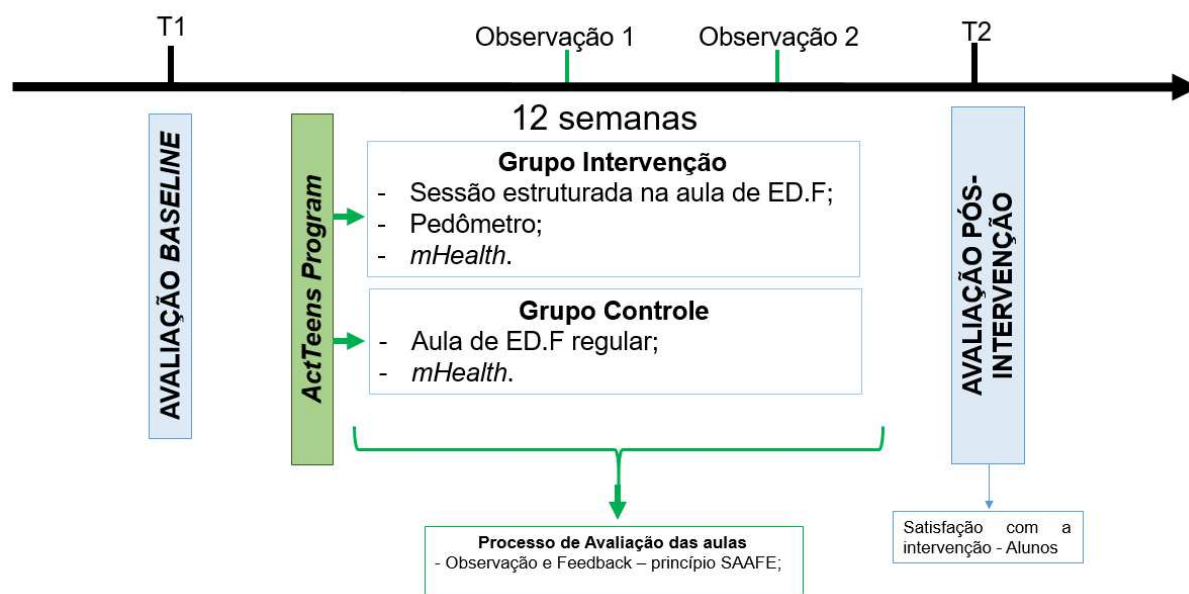 T1
Observação 1
Observação 2
T2
12 semanas
AVALIAÇÃO BASELINE
ActTeens Program
Grupo Intervenção
- Sessão estruturada na aula de ED.F;
- Pedômetro;
- mHealth.
Grupo Controle
- Aula de ED.F regular;
- mHealth.
AVALIAÇÃO PÓS-
INTERVENÇÃO
Processo de Avaliação das aulas
- Observação e Feedback – princípio SAAFE;
Satisfação com a
intervenção - Alunos